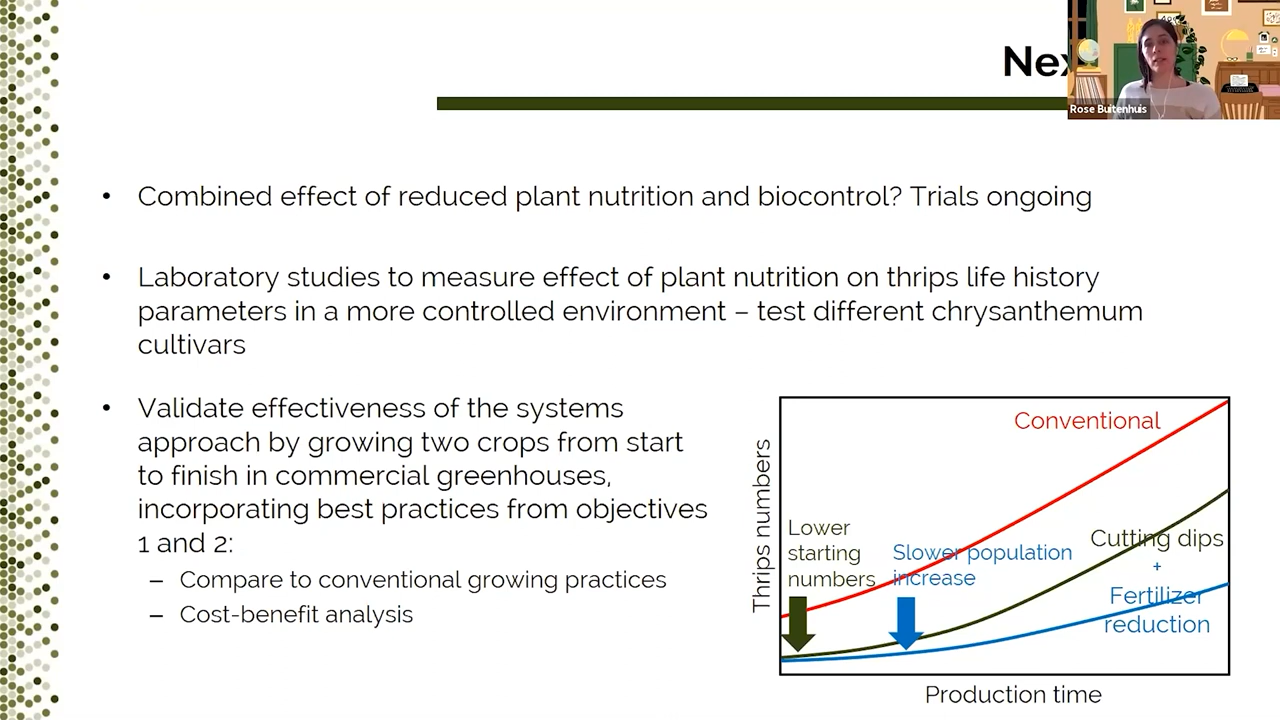 Nex
Rose Buitenhuis
• Combined effect of reduced plant nutrition and biocontrol? Trials ongoing
• Laboratory studies to measure effect of plant nutrition on thrips life history
parameters in a more controlled environment – test different chrysanthemum
cultivars
• Validate effectiveness of the systems
approach by growing two crops from start
to finish in commercial greenhouses,
incorporating best practices from objectives
1 and 2:
– Compare to conventional growing practices
– Cost-benefit analysis
Thrips numbers
Conventional
Lower
starting
numbers
Slower population
increase
Cutting dips
+
Fertilizer
reduction
Production time